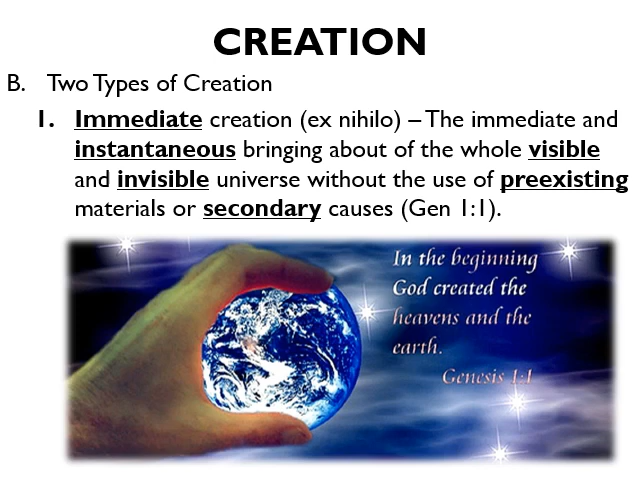 CREATION
B. Two Types of Creation
1. Immediate creation (ex nihilo) – The immediate and
instantaneous bringing about of the whole visible
and invisible universe without the use of preexisting
materials or secondary causes (Gen 1:1).
In the beginning
God created the
heavens and the
earth.
Genesis 1:1